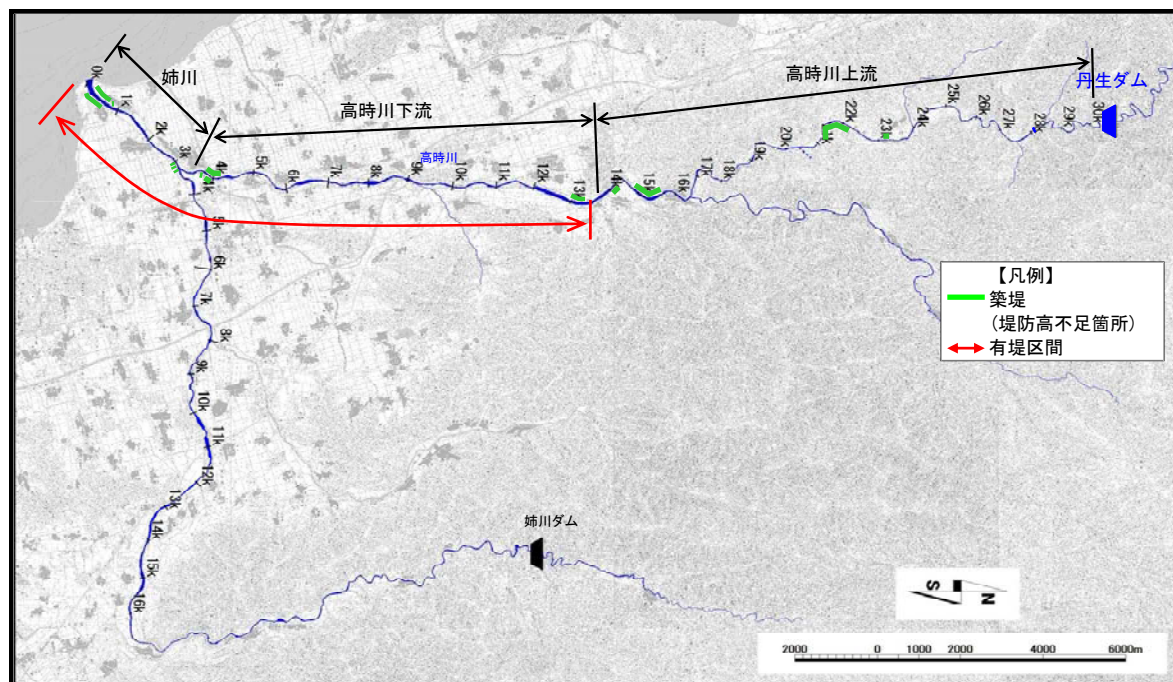 姉川
高時川下流
高時川上流
丹生ダム
0k
1k
2k
3k
4k
5k
6k
7k
8k
9k
10k
11k
12k
13k
14k
15k
16k
17k
18k
19k
20k
22k
23k
24k
25k
26k
27k
28k
29k
30k
高時川
4k
5k
6k
7k
8k
9k
10k
11k
12k
13k
14k
15k
16k
姉川ダム
【凡例】
築堤
(堤防高不足箇所)
有堤区間
S
N
2000 0 1000 2000 4000 6000m